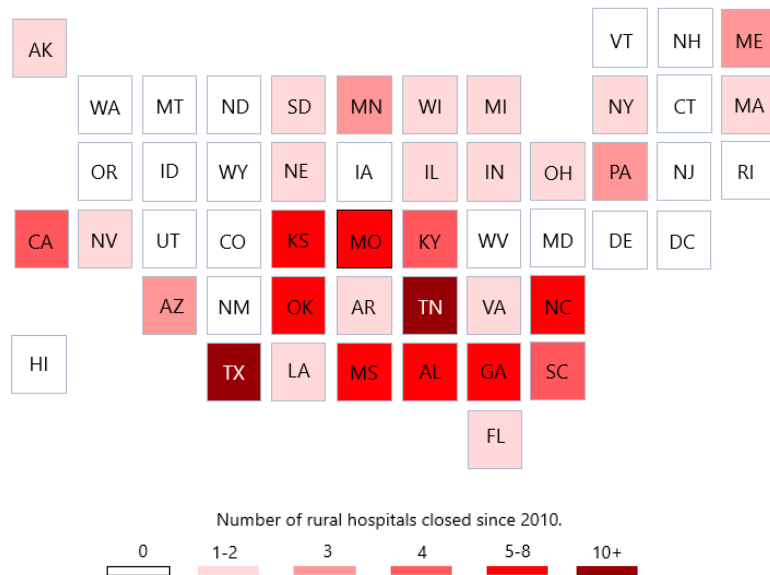 AK VT NH ME
WA MT ND SD MN WI MI NY CT MA
OR ID WY NE IA IL IN OH PA NJ RI
CA NV UT CO KS MO KY WV MD DE DC
AZ NM OK AR TN VA NC
HI TX LA MS AL GA SC
FL
Number of rural hospitals closed since 2010.
0 1-2 3 4 5-8 10+